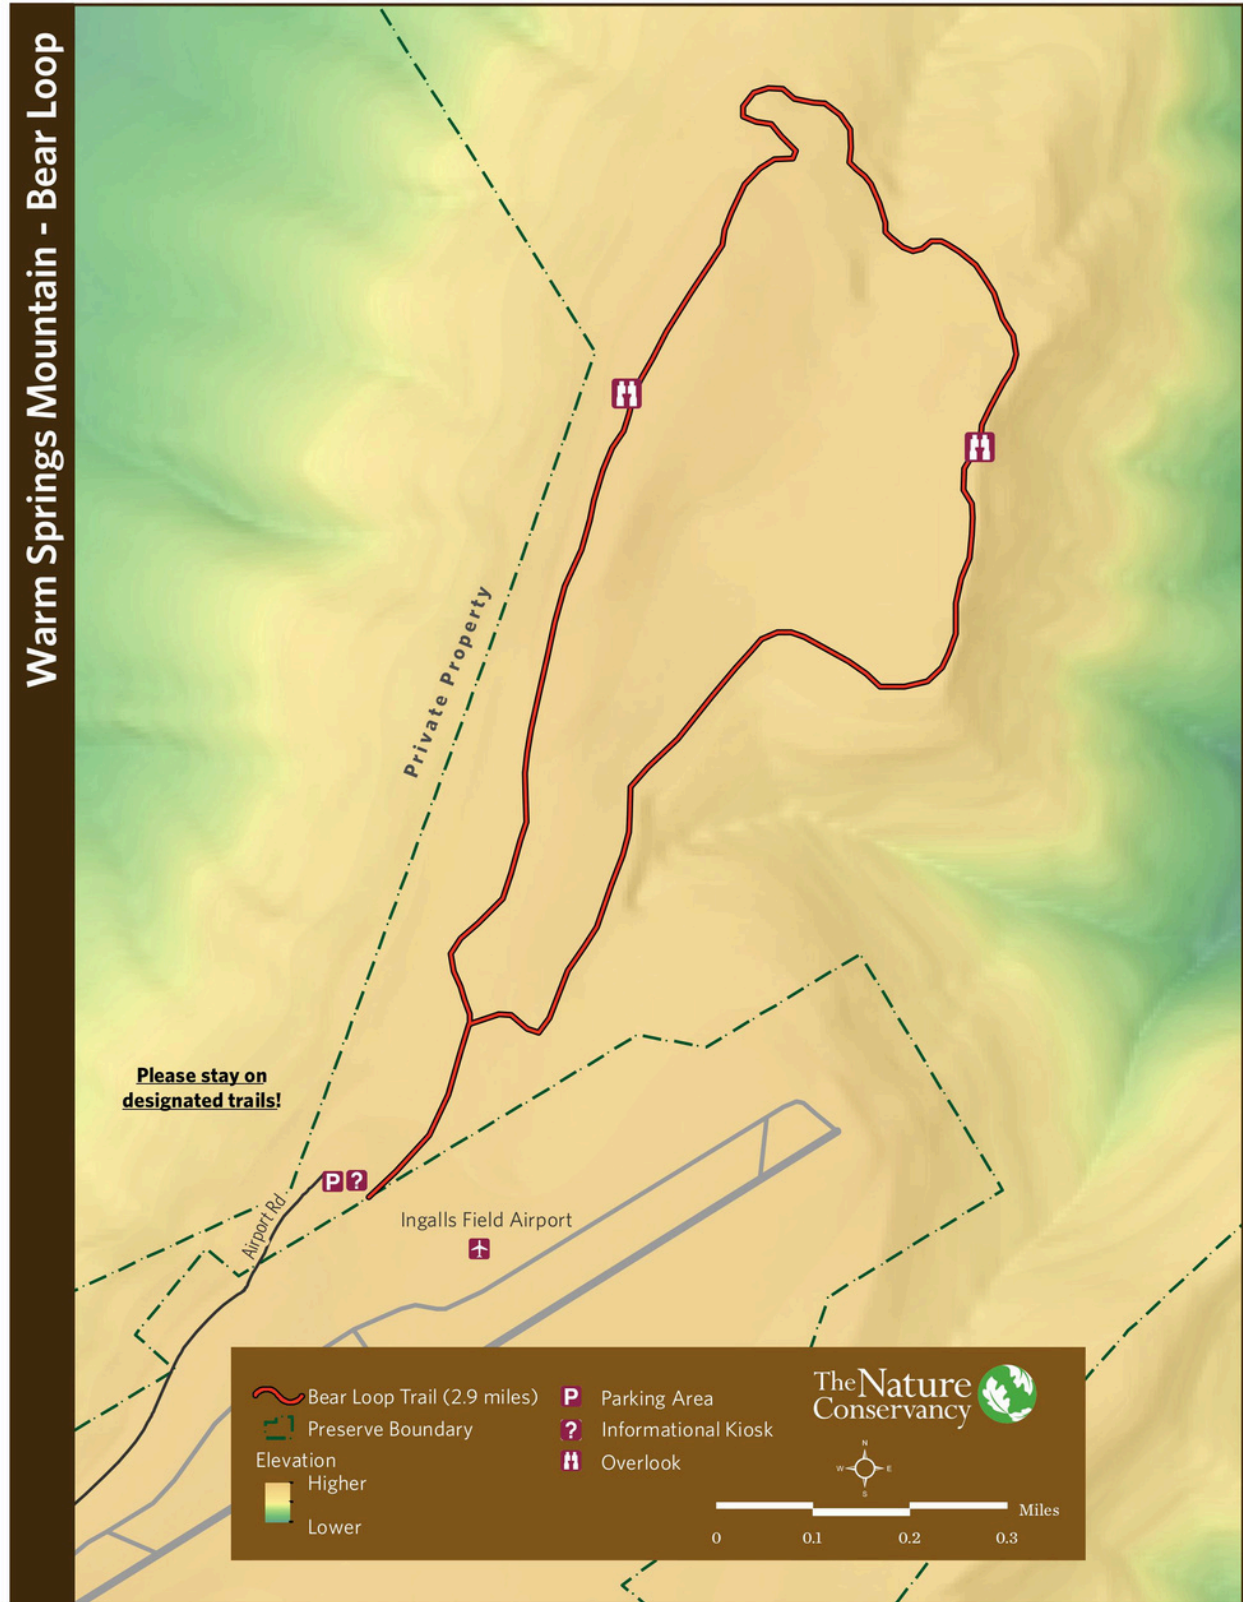 Warm Springs Mountain - Bear Loop
Private Property
Please stay on
designated trails!
P ?
Airport Rd
Ingalls Field Airport
Bear Loop Trail (2.9 miles)
Preserve Boundary
Elevation
Higher
Lower
P Parking Area
? Informational Kiosk
Overlook
The Nature
Conservancy
N
W E
S
Miles
0 0.1 0.2 0.3